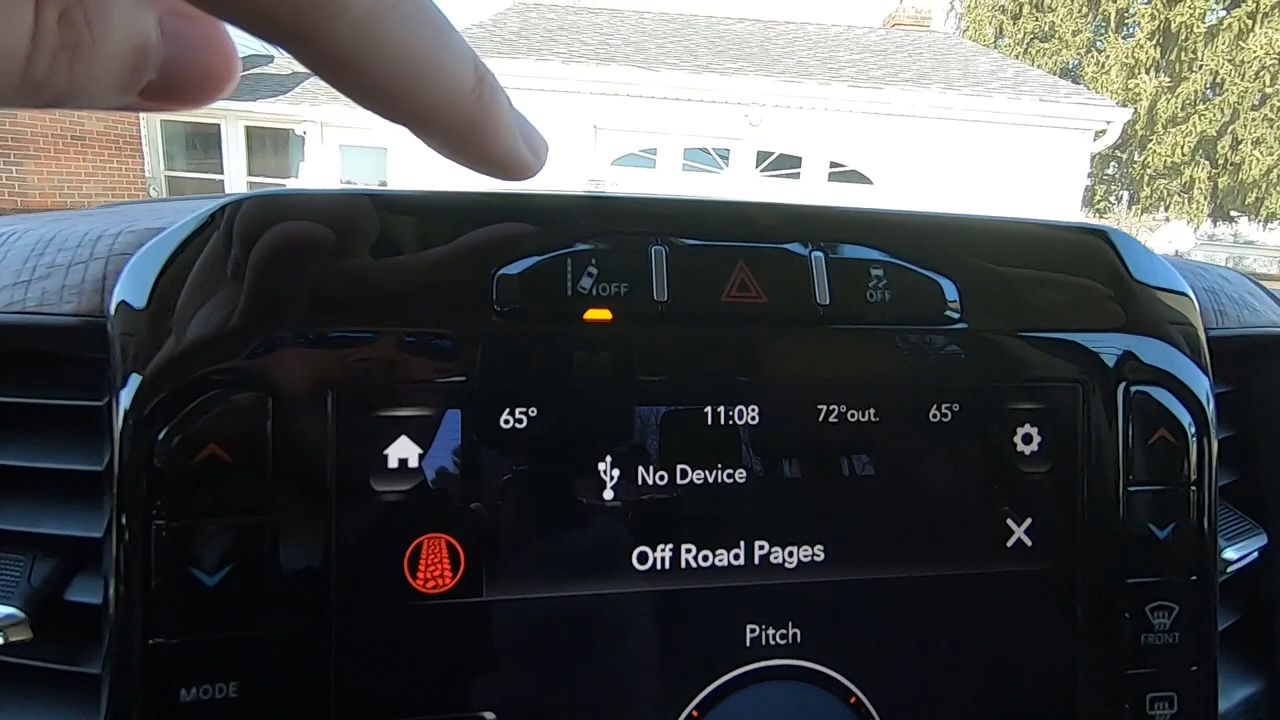 OFF
OFF
65° 11:08 72°out. 65°
No Device
Off Road Pages
Pitch
FRONT
MODE